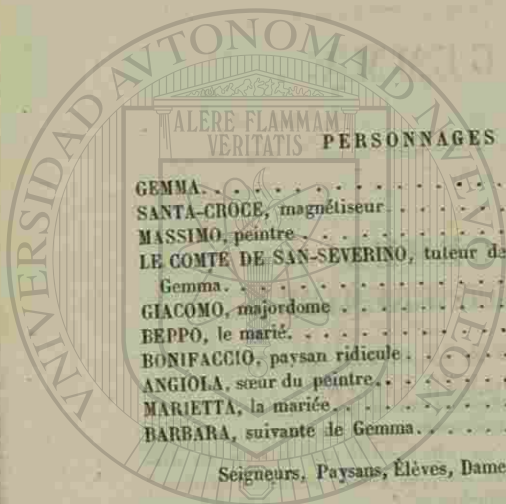 UNIVERSIDAD AUTONOMA DE NUEVO LEON
ALERE FLAMMAM
VERITATIS
PERSONNAGES
GEMMA. . . . . . . . . . . . . . . .
SANTA-CROCE, magnétiseur. . . . . . .
MASSIMO, peintre . . . . . . . . . . .
LE COMTE DE SAN-SEVERINO, tuteur de
Gemma. . . . . . . . . . . . . . .
GIACOMO, majordome . . . . . . . . .
BEPPO, le marié. . . . . . . . . . . .
BONIFACCIO, paysan ridicule . . . . . .
ANGIOLA, sœur du peintre. . . . . . . .
MARIETTA, la mariée. . . . . . . . . .
BARBARA, suivante de Gemma. . . . . .
Seigneurs, Paysans, Élèves, Dame